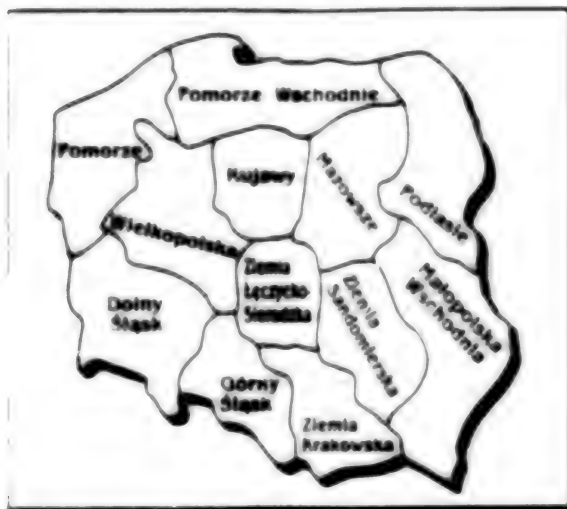 Pomorze Wschodnie
Pomorze
Kujawy
Mazowsze
Podlasie
Wielkopolska
Ziemia
Łęczycko
Sieradzka
Dolny
Śląsk
Ziemia
Sandomierska
Małopolska
Wschodnia
Górny
Śląsk
Ziemia
Krakowska